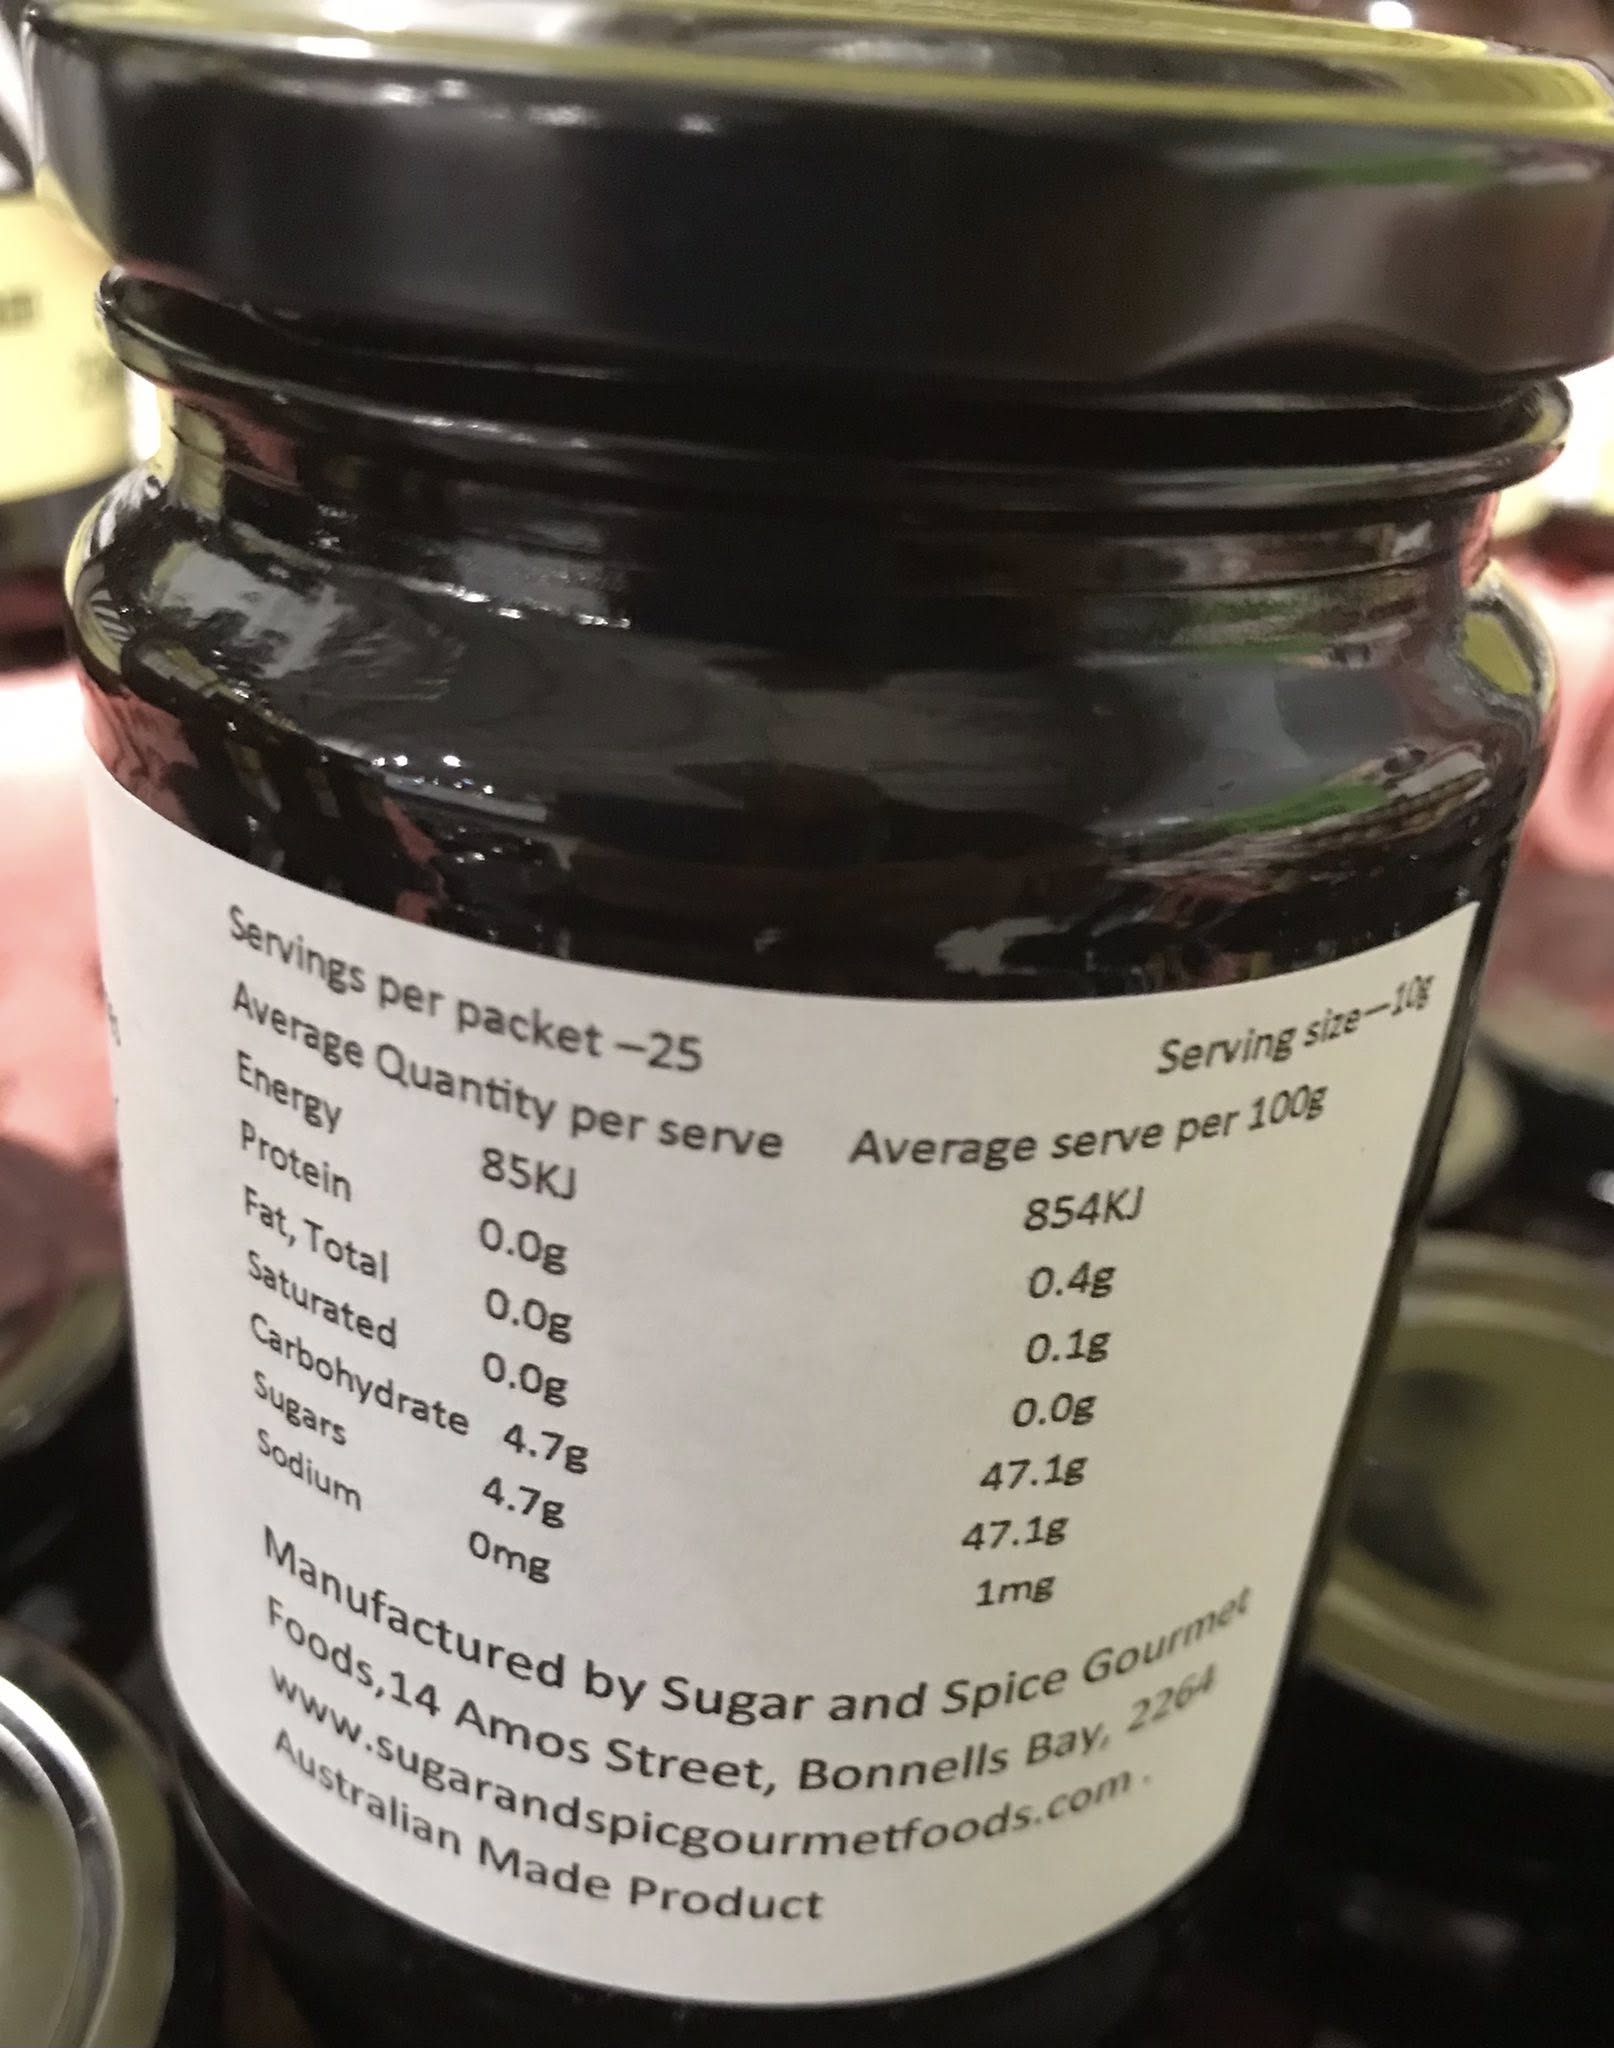 Servings per packet –25 Serving size—10g
Average Quantity per serve Average serve per 100g
Energy 85KJ 854KJ
Protein 0.0g 0.4g
Fat, Total 0.0g 0.1g
Saturated 0.0g 0.0g
Carbohydrate 4.7g 47.1g
Sugars 4.7g 47.1g
Sodium 0mg 1mg
Manufactured by Sugar and Spice Gourmet
Foods,14 Amos Street, Bonnells Bay, 2264
www.sugarandspicgourmetfoods.com .
Australian Made Product